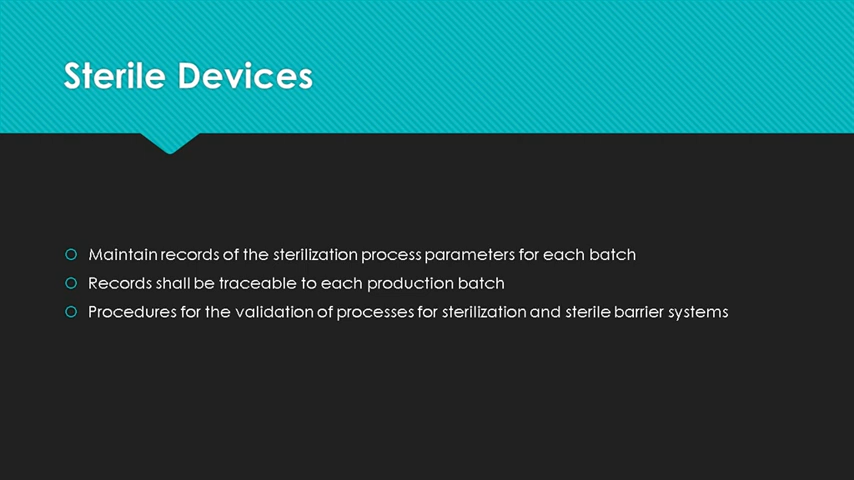 Sterile Devices
Maintain records of the sterilization process parameters for each batch
Records shall be traceable to each production batch
Procedures for the validation of processes for sterilization and sterile barrier systems